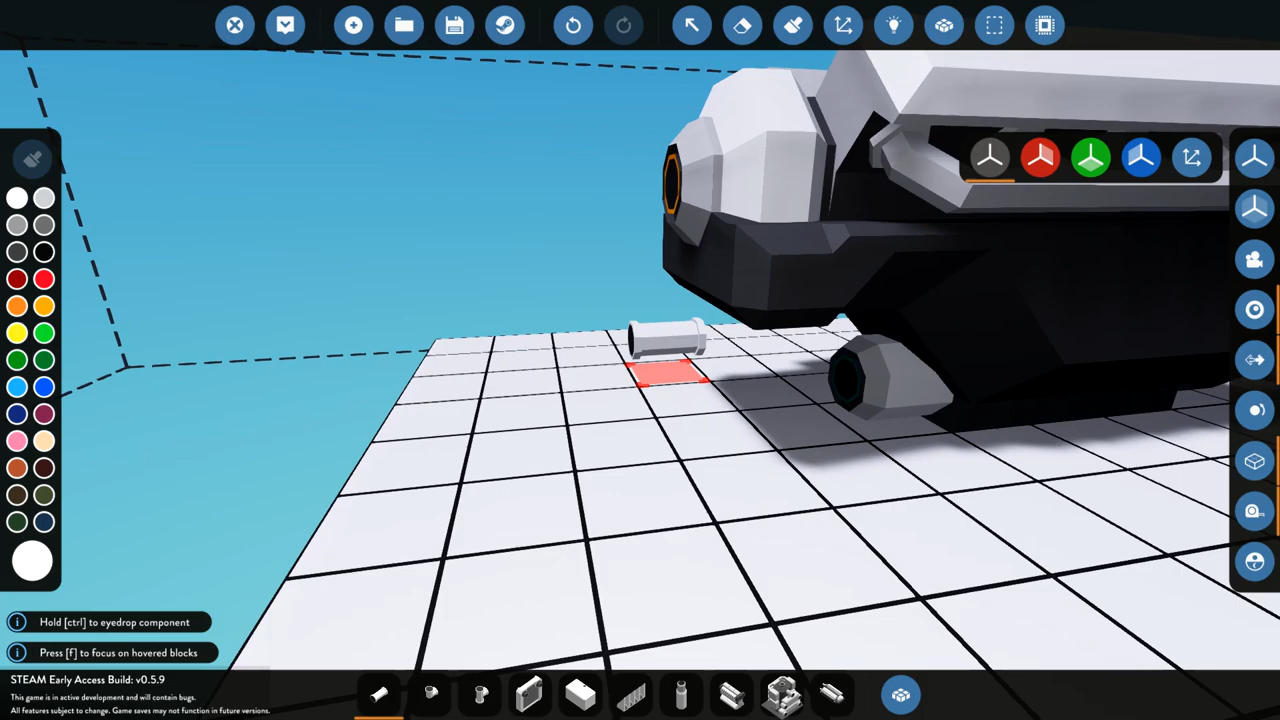 Hold [ctrl] to eyedrop component
Press [f] to focus on hovered blocks
STEAM Early Access Build: v0.5.9
This game is in active development and will contain bugs.
All features subject to change. Game saves may not function in future versions.